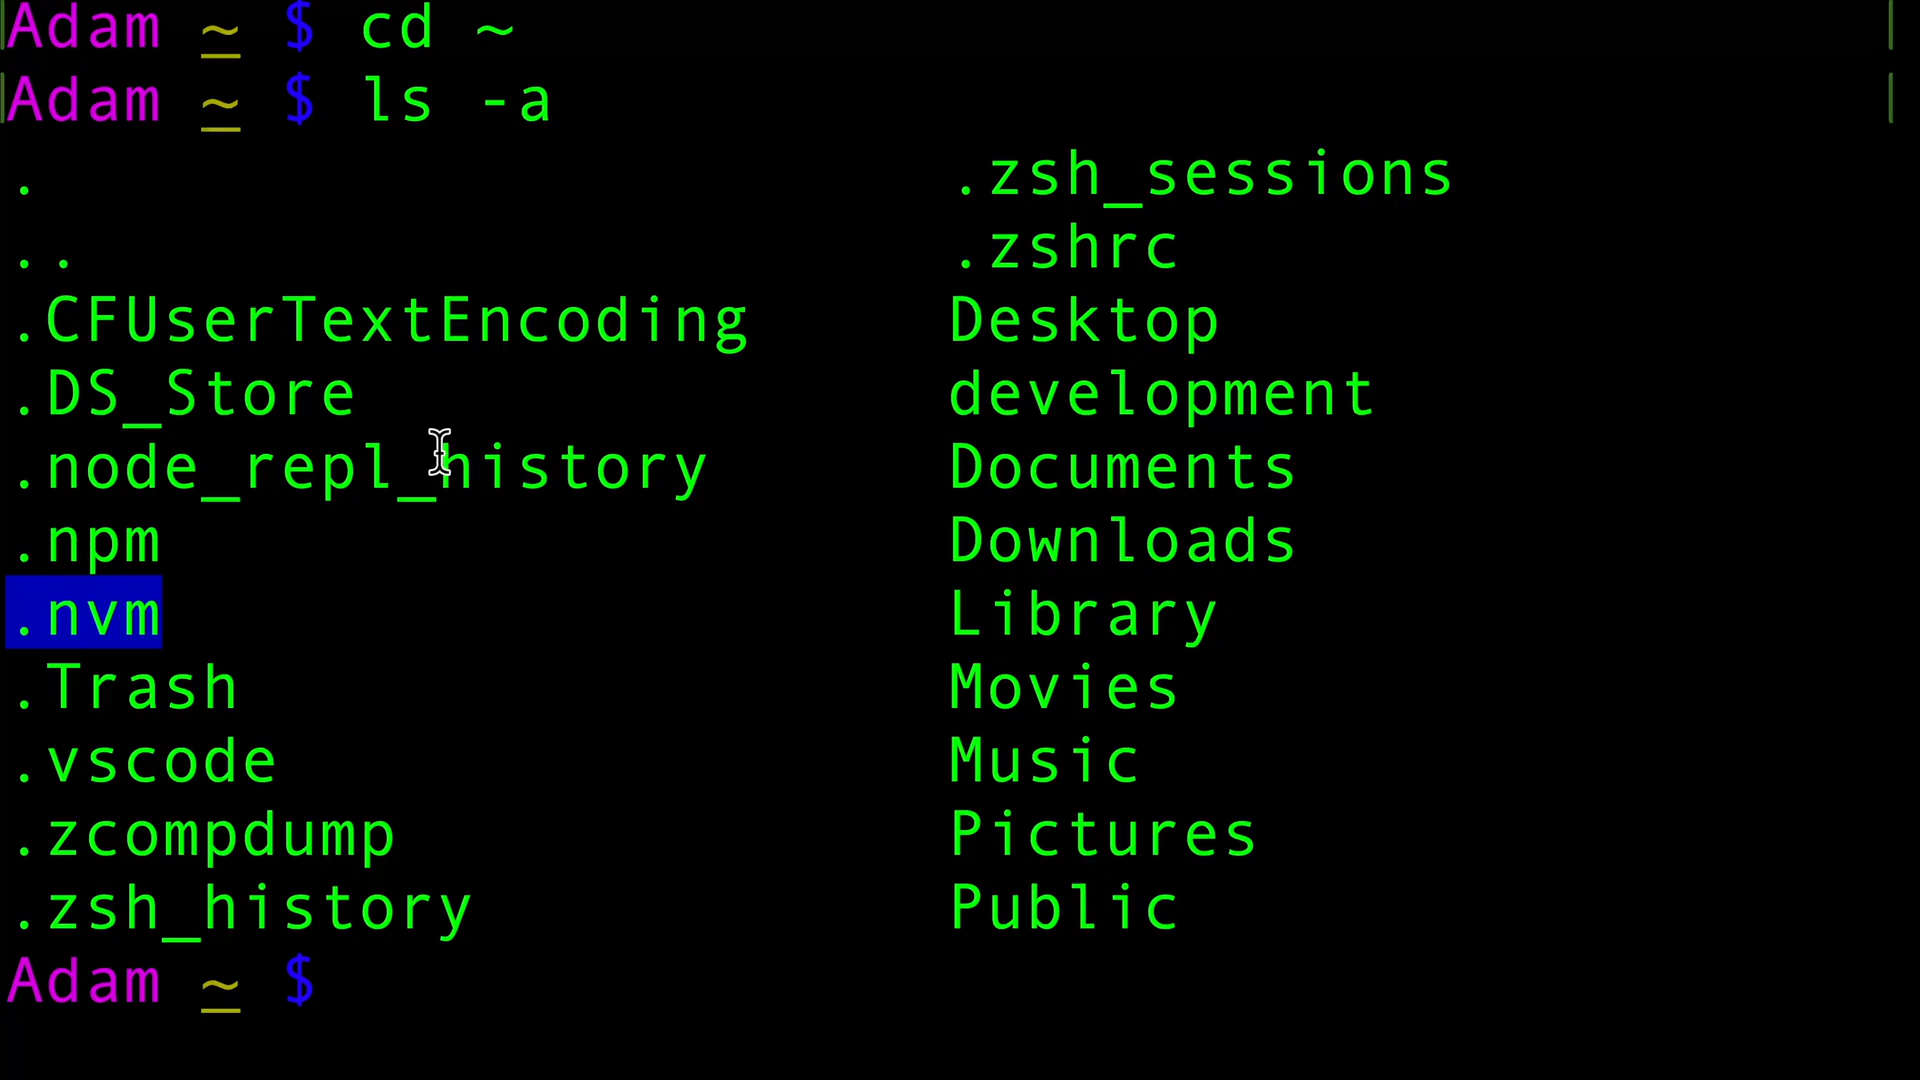 Adam ~ $ cd ~
Adam ~ $ ls -a
. .zsh_sessions
.. .zshrc
.CFUserTextEncoding Desktop
.DS_Store development
.node_repl_history Documents
.npm Downloads
.nvm Library
.Trash Movies
.vscode Music
.zcompdump Pictures
.zsh_history Public
Adam ~ $